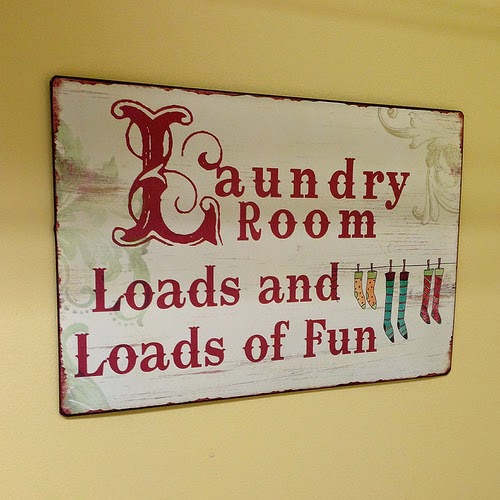 Laundry
Room
Loads and
Loads of Fun